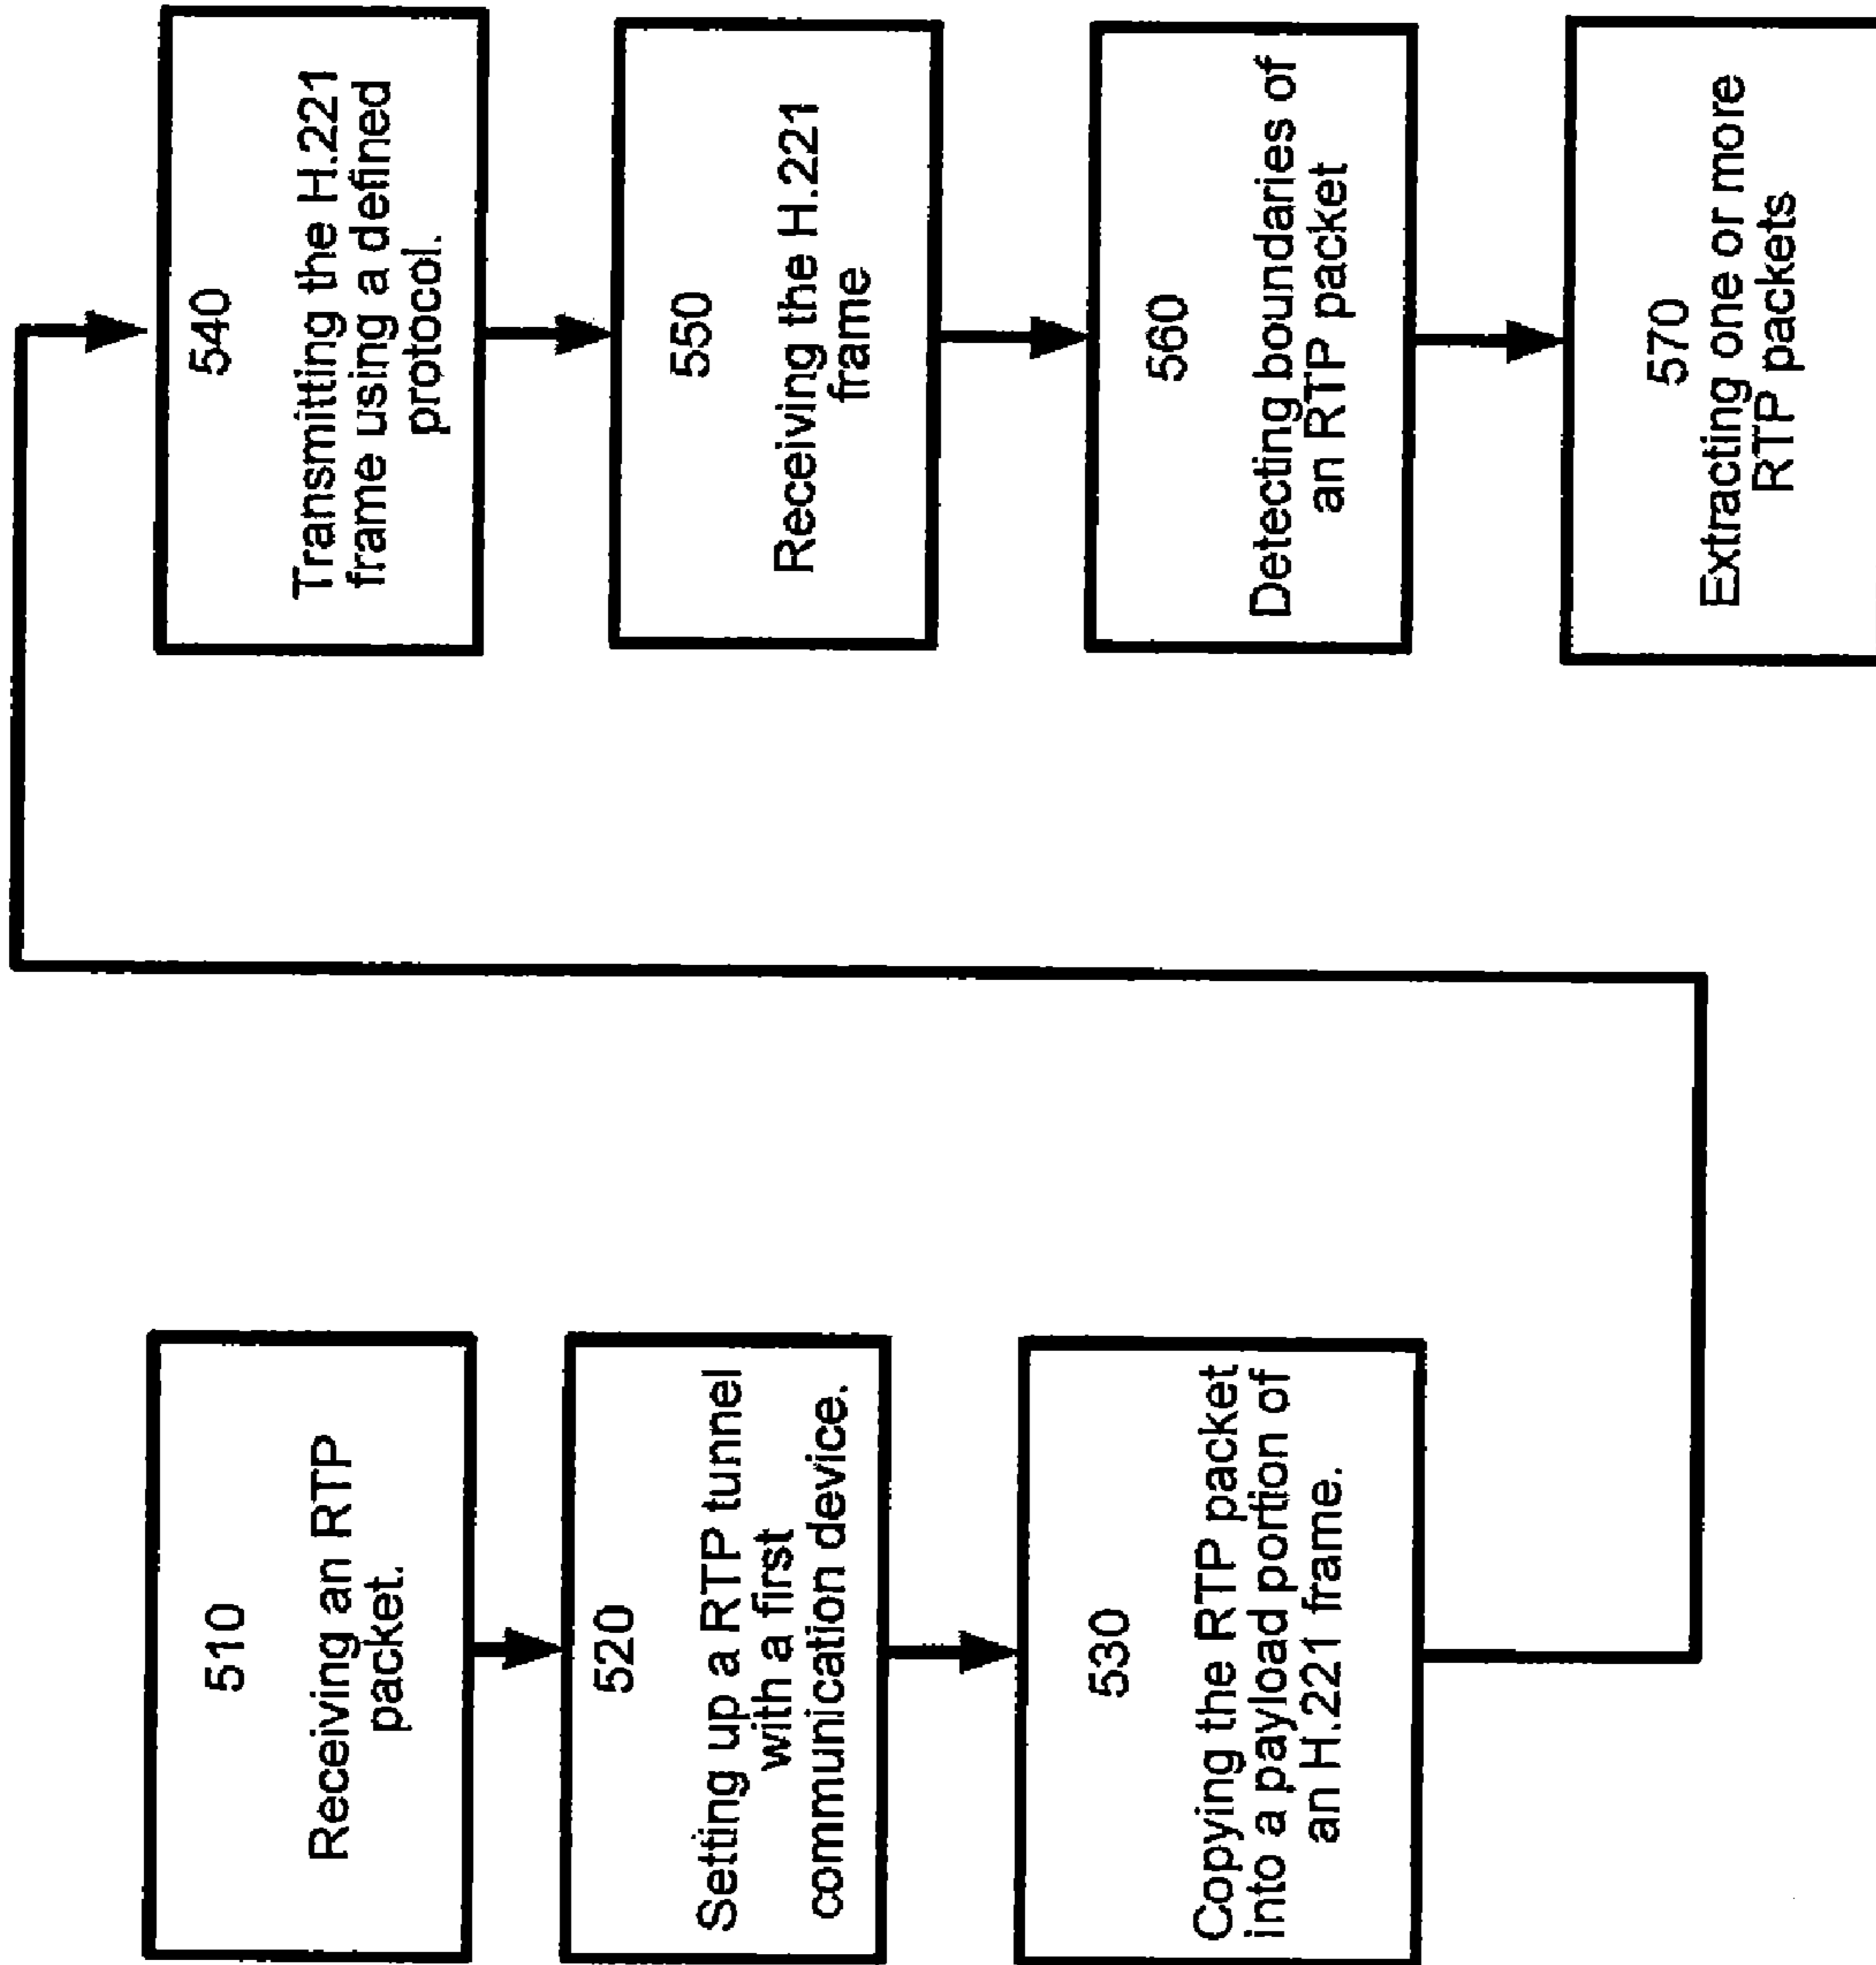 510
Receiving an RTP
packet.
520
Setting up a RTP tunnel
with a first
communication device.
530
Copying the RTP packet
into a payload portion of
an H.221 frame.
540
Transmitting the H.221
frame using a defined
protocol.
550
Receiving the H.221
frame
560
Detecting boundaries of
an RTP packet
570
Extracting one or more
RTP packets